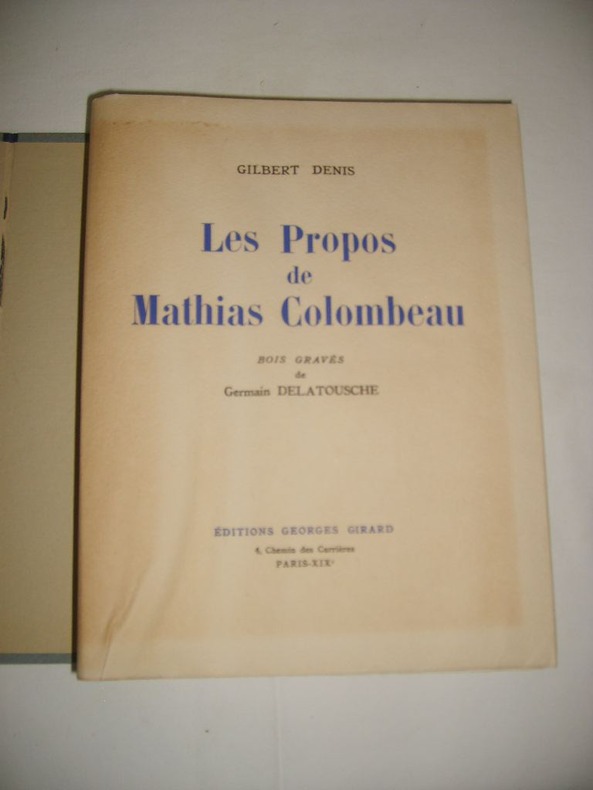 GILBERT DENIS
Les Propos
de
Mathias Colombeau
BOIS GRAVÉS
de
Germain DELATOUSCHE
ÉDITIONS GEORGES GIRARD
4, Chemin des Carrières
PARIS-XIXᵉ